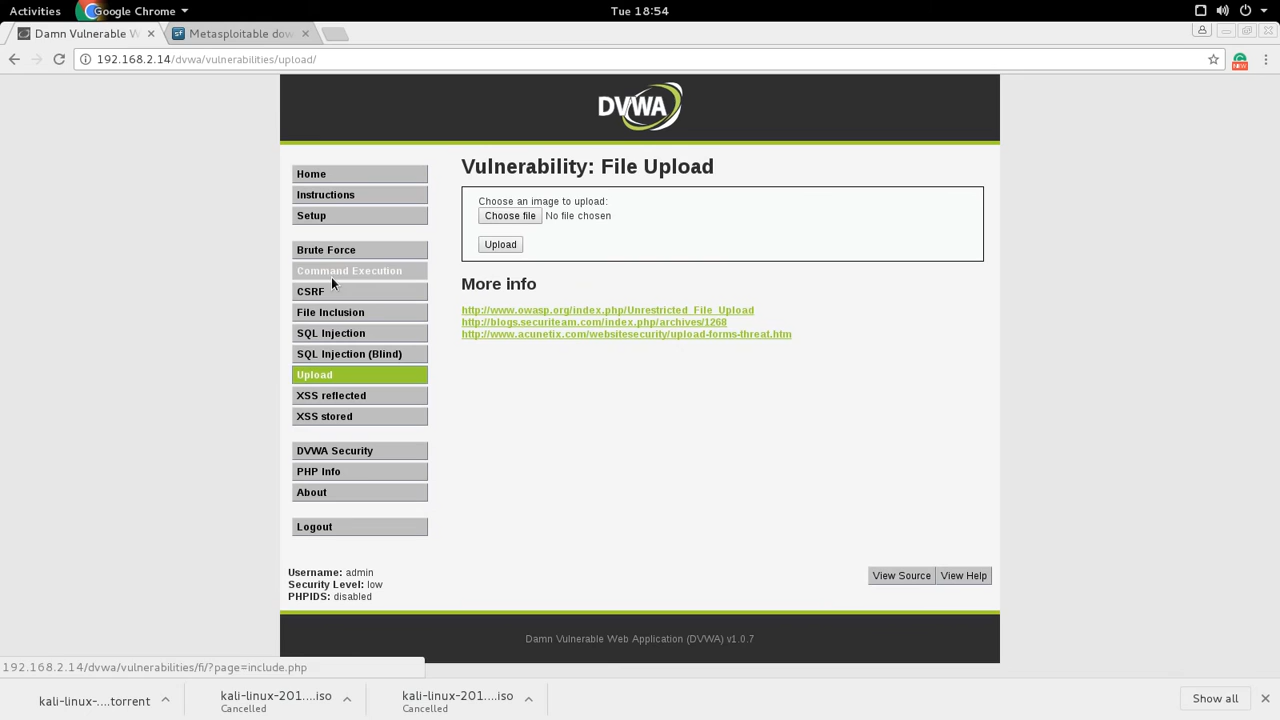 Activities
Google Chrome
Tue 18:54
Damn Vulnerable W
Metasploitable dow
192.168.2.14/dvwa/vulnerabilities/upload/
NEW
DVWA
Home
Instructions
Setup
Brute Force
Command Execution
CSRF
File Inclusion
SQL Injection
SQL Injection (Blind)
Upload
XSS reflected
XSS stored
DVWA Security
PHP Info
About
Logout
Vulnerability: File Upload
Choose an image to upload:
Choose file No file chosen
Upload
More info
http://www.owasp.org/index.php/Unrestricted_File_Upload
http://blogs.securiteam.com/index.php/archives/1268
http://www.acunetix.com/websitesecurity/upload-forms-threat.htm
Username: admin
Security Level: low
PHPIDS: disabled
View Source View Help
Damn Vulnerable Web Application (DVWA) v1.0.7
192.168.2.14/dvwa/vulnerabilities/fi/?page=include.php
kali-linux-....torrent
kali-linux-201....iso
Cancelled
kali-linux-201....iso
Cancelled
Show all